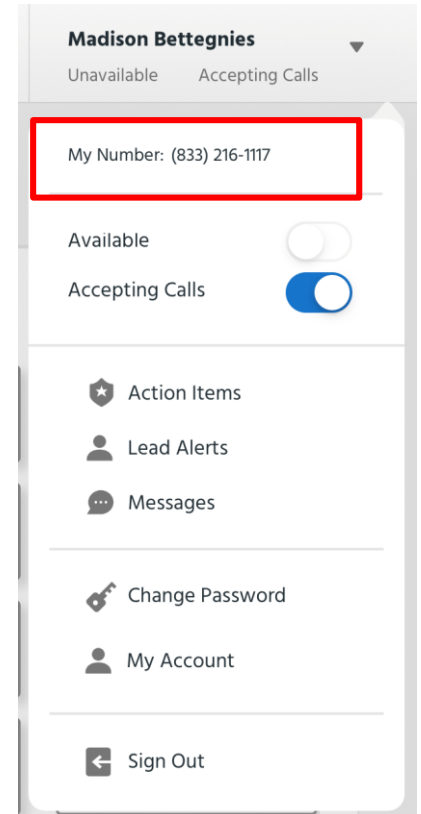 Madison Bettegnies
Unavailable Accepting Calls
My Number: (833) 216-1117
Available
Accepting Calls
Action Items
Lead Alerts
Messages
Change Password
My Account
Sign Out